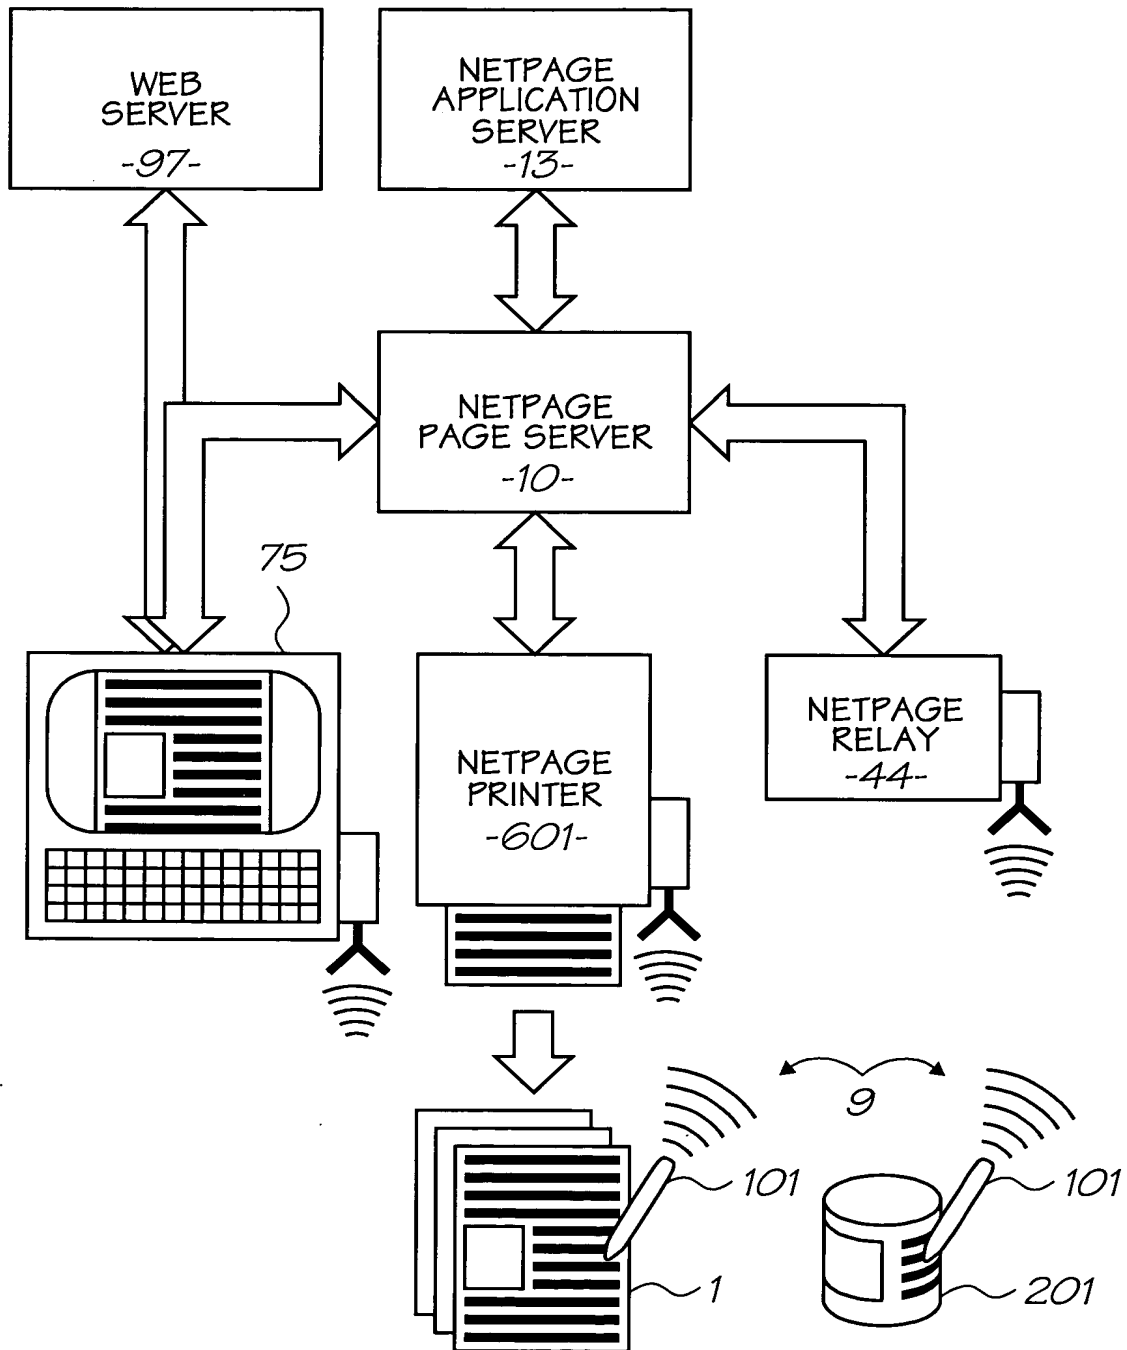 WEB
SERVER
-97-
NETPAGE
APPLICATION
SERVER
-13-
NETPAGE
PAGE SERVER
-10-
75
NETPAGE
PRINTER
-601-
NETPAGE
RELAY
-44-
9
101
101
1
201